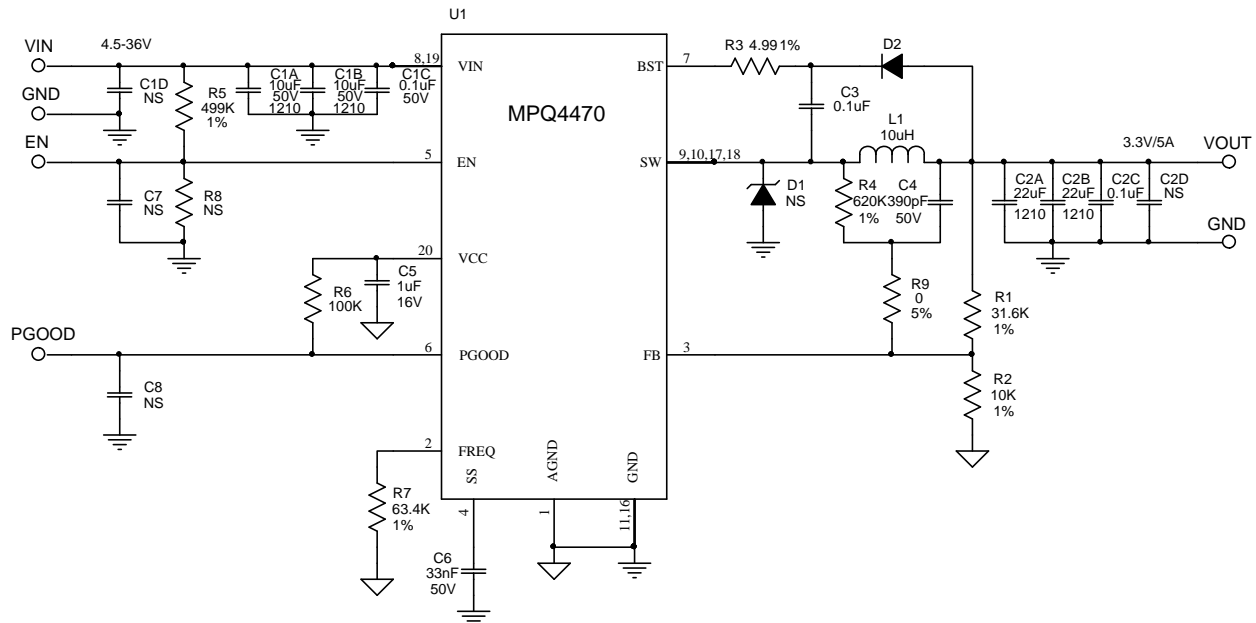 U1
VIN
4.5-36V
8,19
VIN
BST
7
R3 4.99 1%
D2
C1D
NS
R5
499K
1%
C1A
10uF
50V
1210
C1B
10uF
50V
1210
C1C
0.1uF
50V
GND
MPQ4470
C3
0.1uF
L1
10uH
EN
5
EN
SW
9,10,17,18
3.3V/5A
VOUT
C7
NS
R8
NS
D1
NS
R4
620K
1%
C4
390pF
50V
C2A
22uF
1210
C2B
22uF
1210
C2C
0.1uF
C2D
NS
GND
20
VCC
C5
1uF
16V
R6
100K
R9
0
5%
R1
31.6K
1%
PGOOD
6
PGOOD
FB
3
C8
NS
R2
10K
1%
2
FREQ
SS
AGND
GND
R7
63.4K
1%
4
1
11,16
C6
33nF
50V